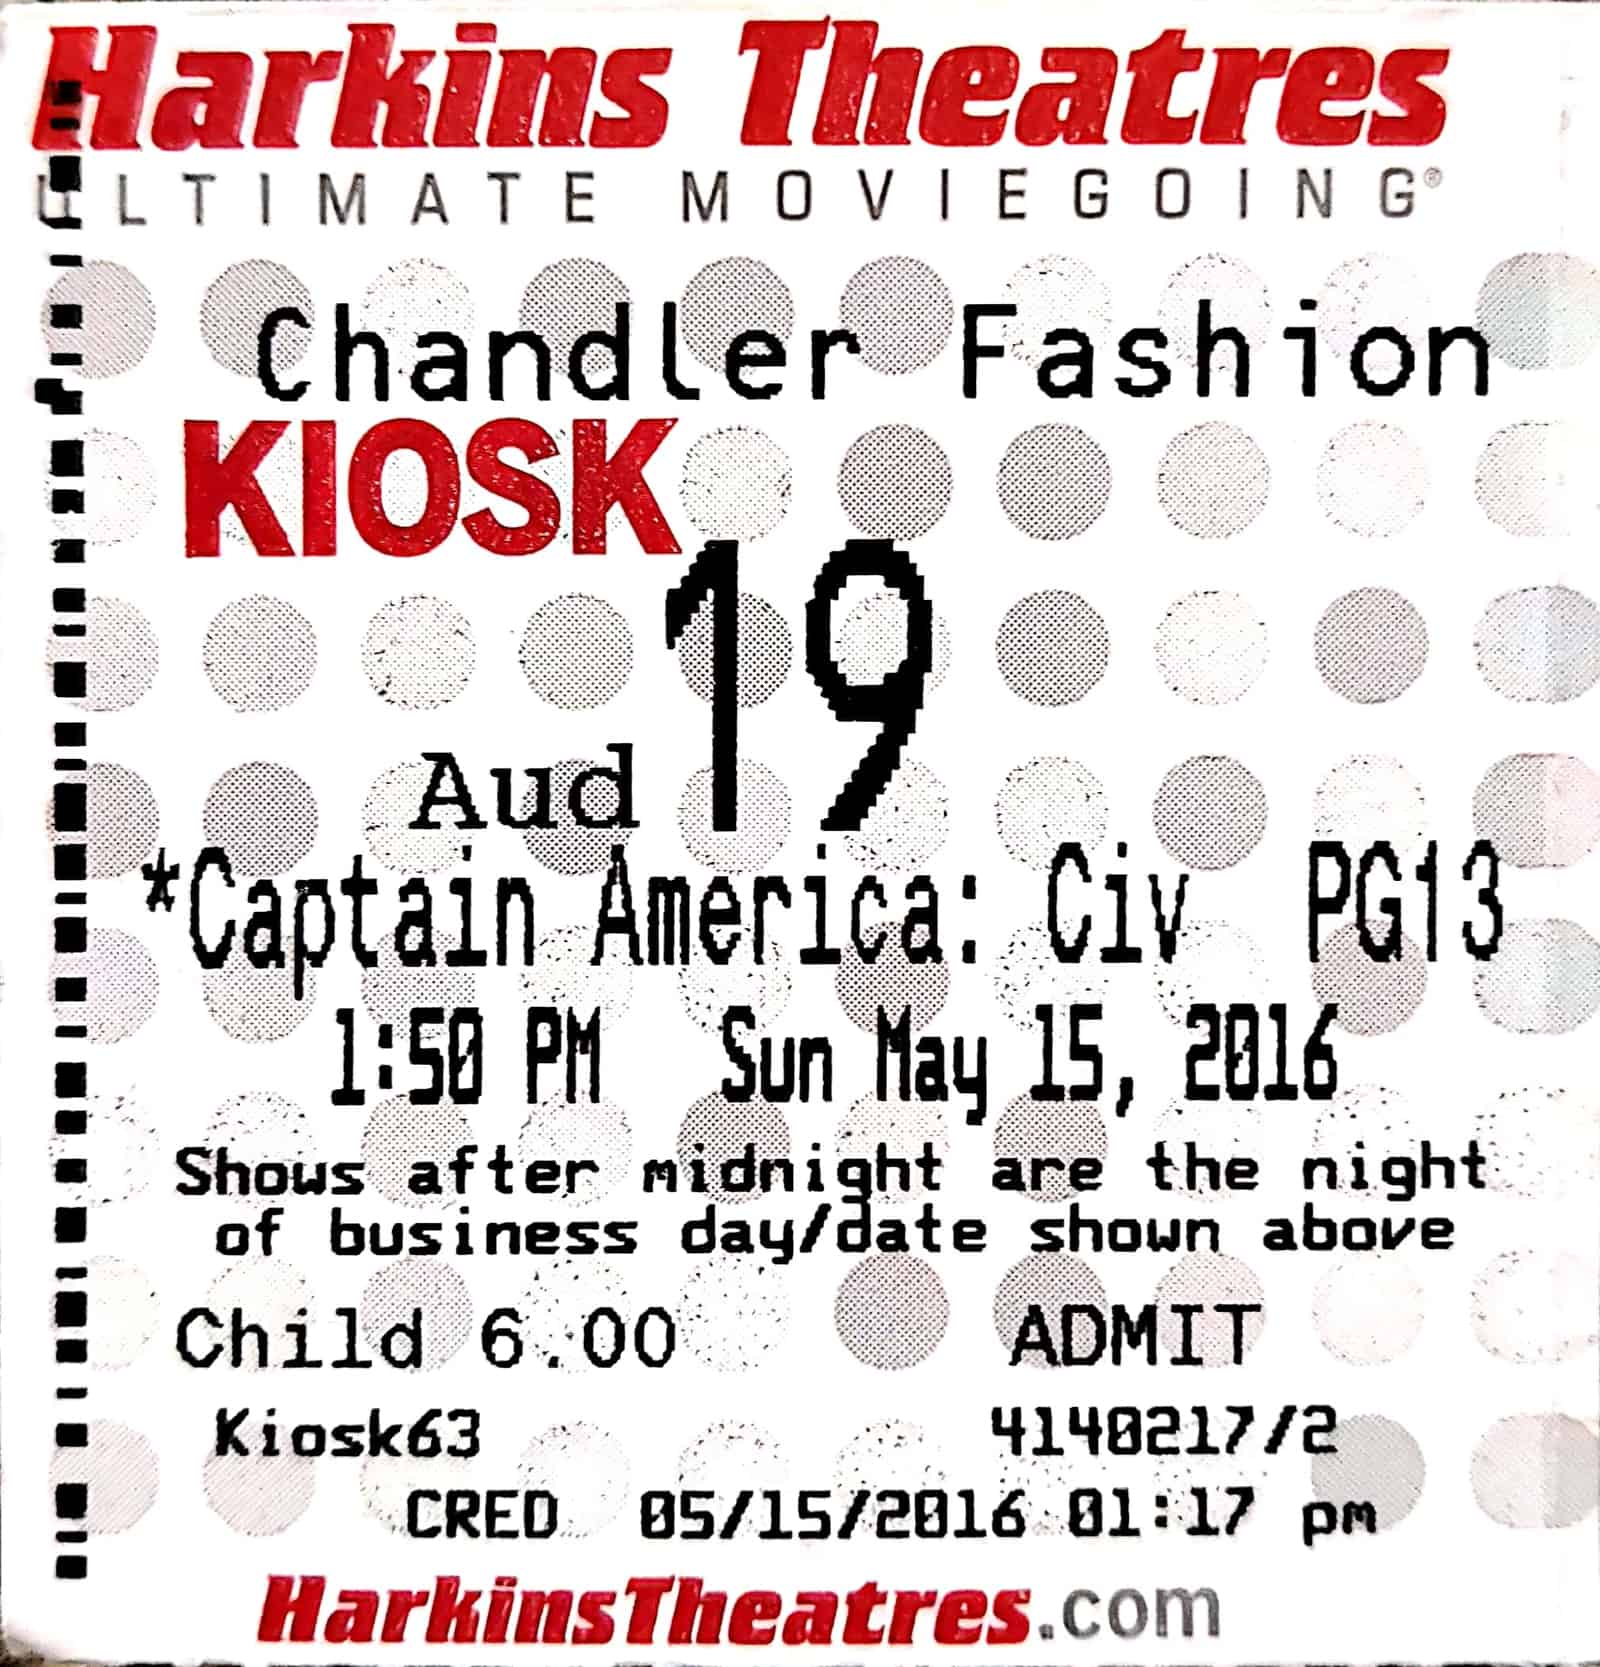 Harkins Theatres
ULTIMATE MOVIEGOING®
Chandler Fashion
KIOSK
Aud 19
*Captain America: Civ PG13
1:50 PM Sun May 15, 2016
Shows after midnight are the night
of business day/date shown above
Child 6.00 ADMIT
Kiosk63 4140217/2
CRED 05/15/2016 01:17 pm
HarkinsTheatres.com